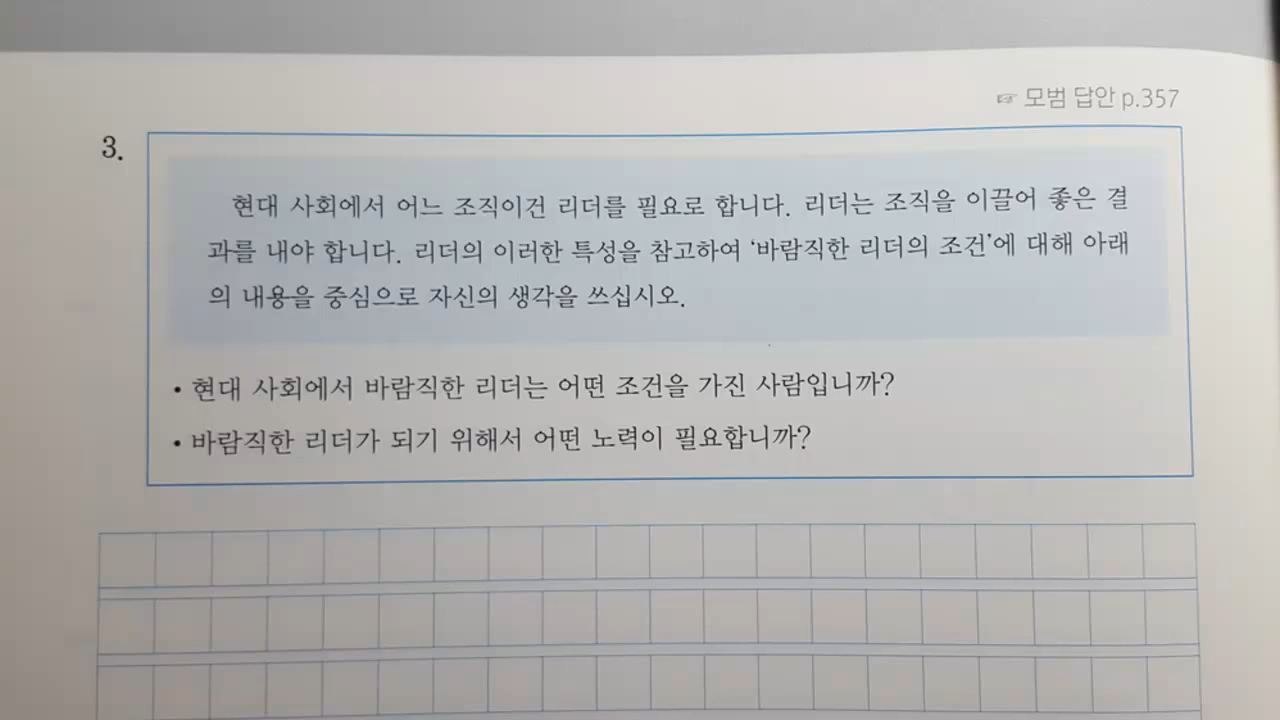 ☞ 모범 답안 p.357
3.
현대 사회에서 어느 조직이건 리더를 필요로 합니다. 리더는 조직을 이끌어 좋은 결
과를 내야 합니다. 리더의 이러한 특성을 참고하여 ‘바람직한 리더의 조건’에 대해 아래
의 내용을 중심으로 자신의 생각을 쓰십시오.
• 현대 사회에서 바람직한 리더는 어떤 조건을 가진 사람입니까?
• 바람직한 리더가 되기 위해서 어떤 노력이 필요합니까?